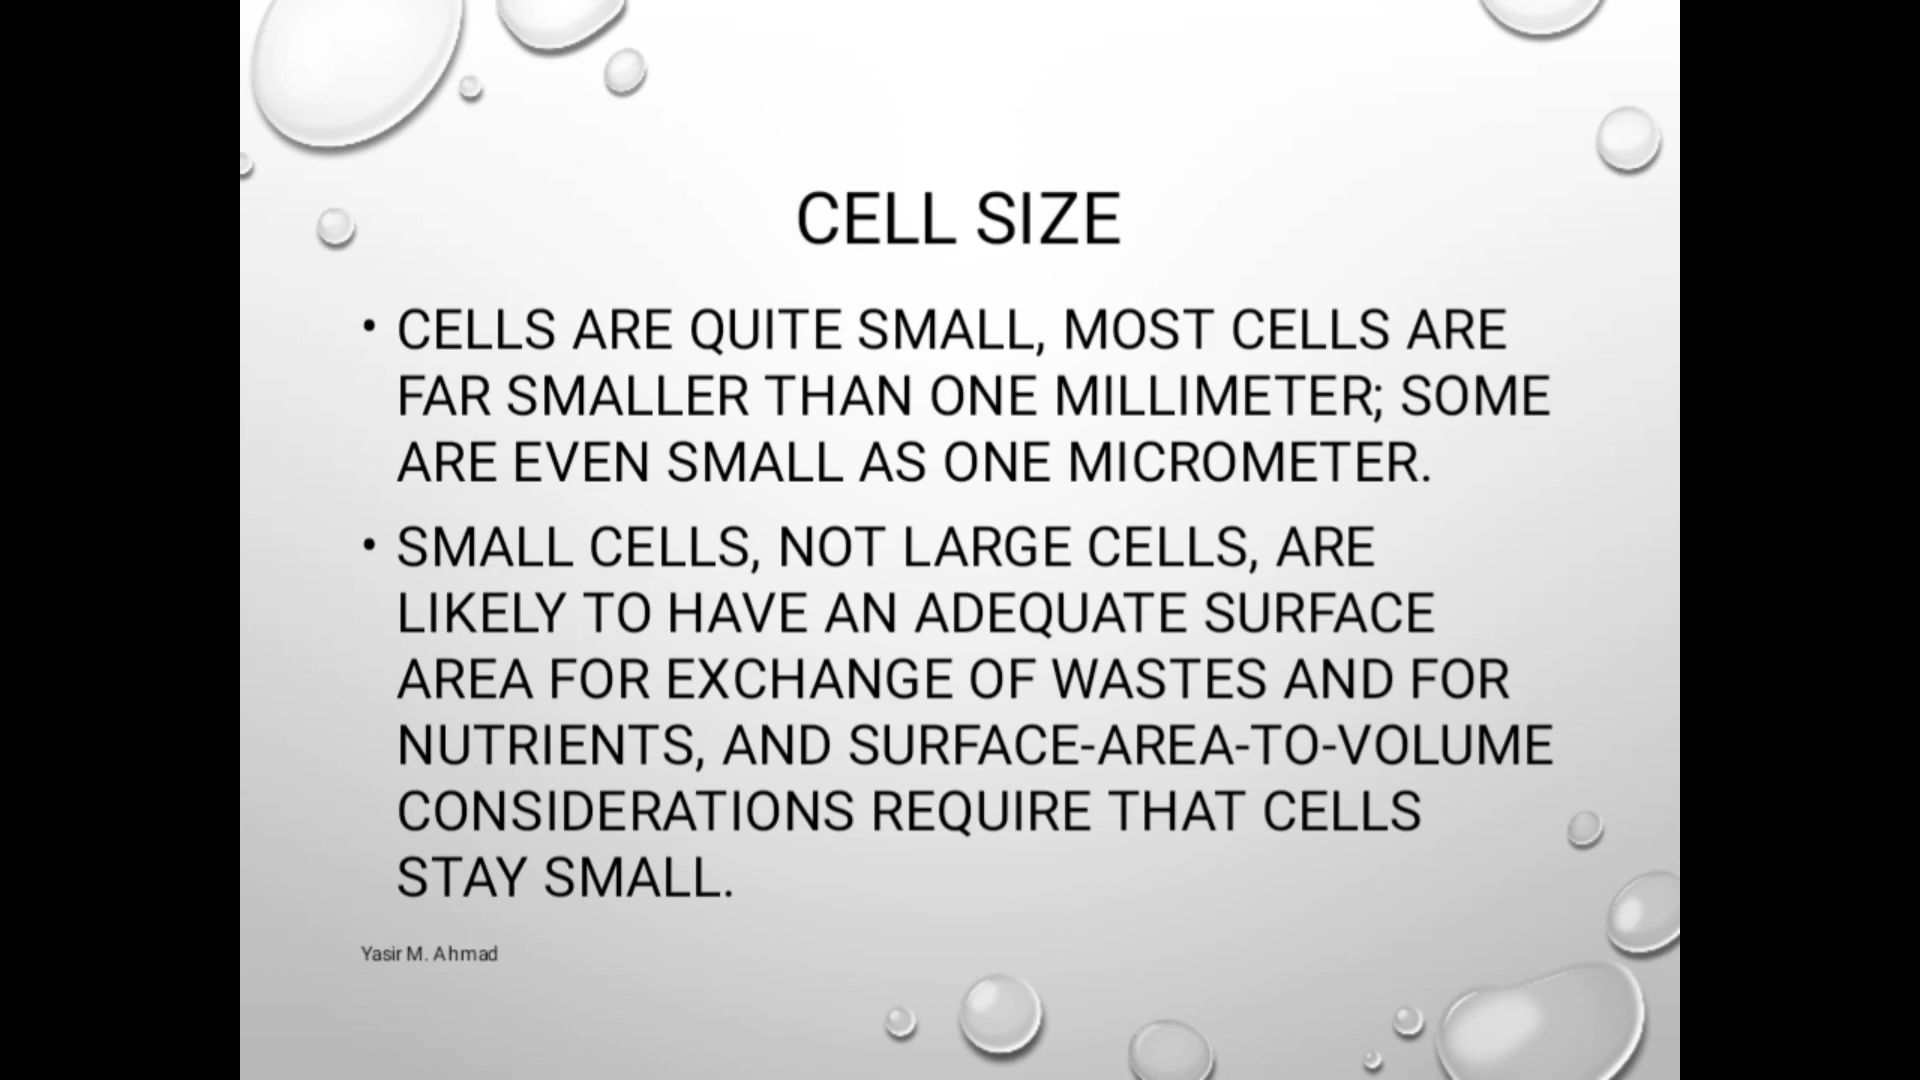 CELL SIZE
• CELLS ARE QUITE SMALL, MOST CELLS ARE
FAR SMALLER THAN ONE MILLIMETER; SOME
ARE EVEN SMALL AS ONE MICROMETER.
• SMALL CELLS, NOT LARGE CELLS, ARE
LIKELY TO HAVE AN ADEQUATE SURFACE
AREA FOR EXCHANGE OF WASTES AND FOR
NUTRIENTS, AND SURFACE-AREA-TO-VOLUME
CONSIDERATIONS REQUIRE THAT CELLS
STAY SMALL.
Yasir M. Ahmad